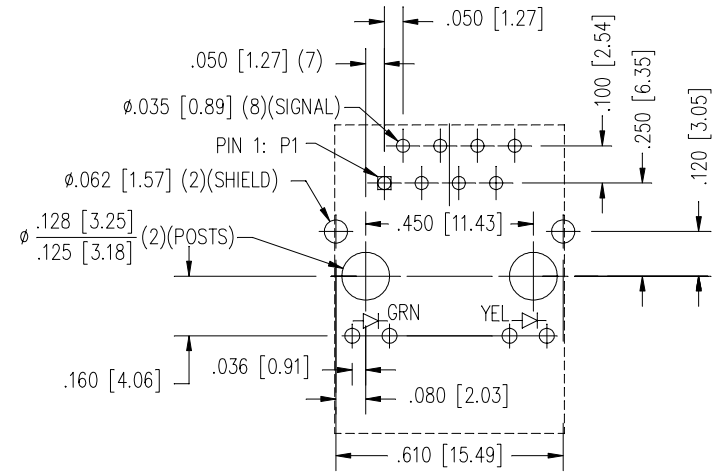 .050 [1.27]
.050 [1.27] (7)
ø.035 [0.89] (8)(SIGNAL)
PIN 1: P1
ø.062 [1.57] (2)(SHIELD)
ø .128 [3.25]
.125 [3.18] (2)(POSTS)
.450 [11.43]
.100 [2.54]
.250 [6.35]
.120 [3.05]
GRN
YEL
.036 [0.91]
.160 [4.06]
.080 [2.03]
.610 [15.49]